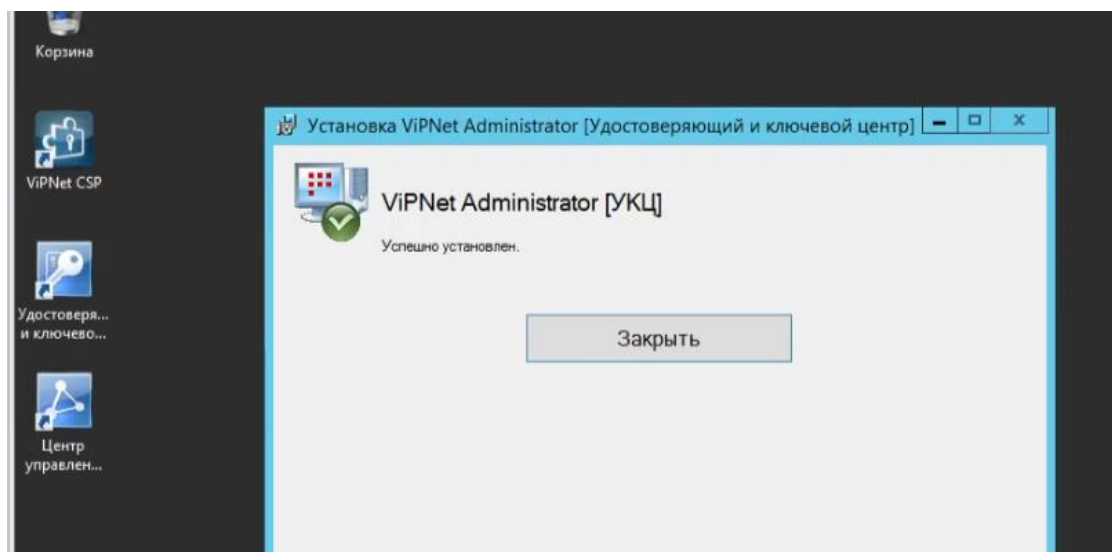 Корзина
ViPNet CSP
Удостоверя...
и ключево...
Центр
управлен...
Установка ViPNet Administrator [Удостоверяющий и ключевой центр]
ViPNet Administrator [УКЦ]
Успешно установлен.
Закрыть